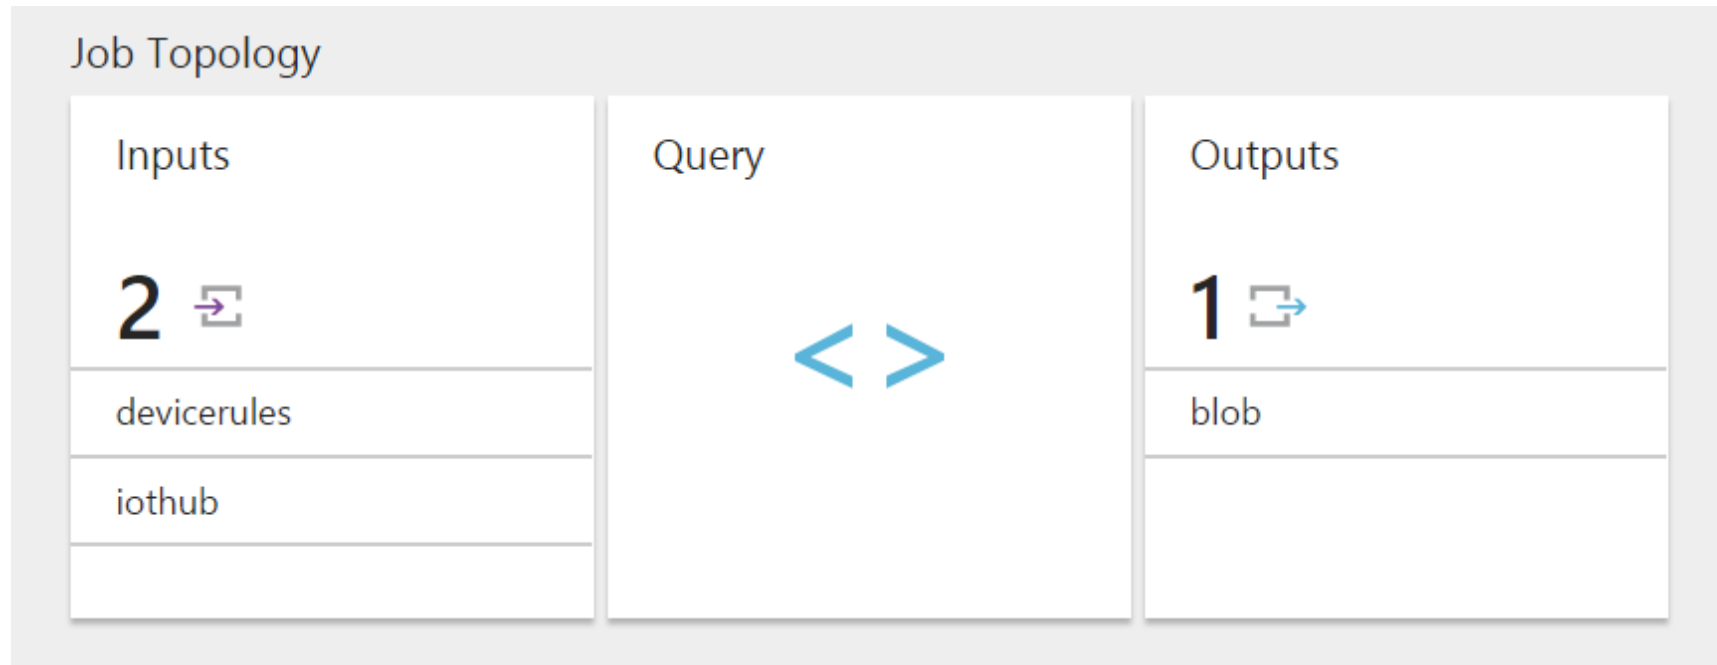 Job Topology
Inputs
2
devicerules
iothub
Query
< >
Outputs
1
blob